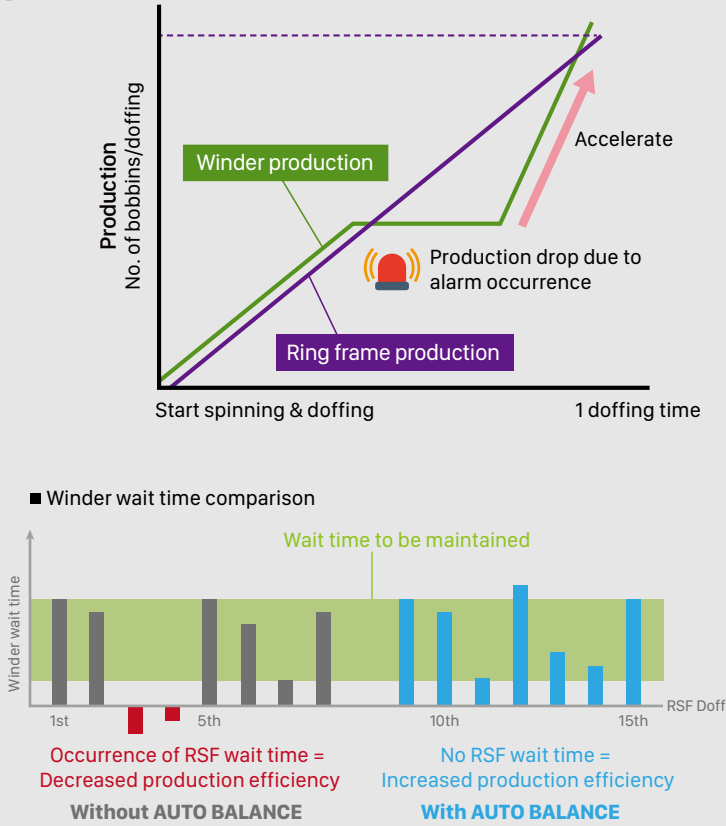 Production
No. of bobbins/doffing
Winder production
Accelerate
Production drop due to
alarm occurrence
Ring frame production
Start spinning & doffing
1 doffing time
■ Winder wait time comparison
Wait time to be maintained
Winder wait time
RSF Doff
1st
5th
10th
15th
Occurrence of RSF wait time =
Decreased production efficiency
Without AUTO BALANCE
No RSF wait time =
Increased production efficiency
With AUTO BALANCE